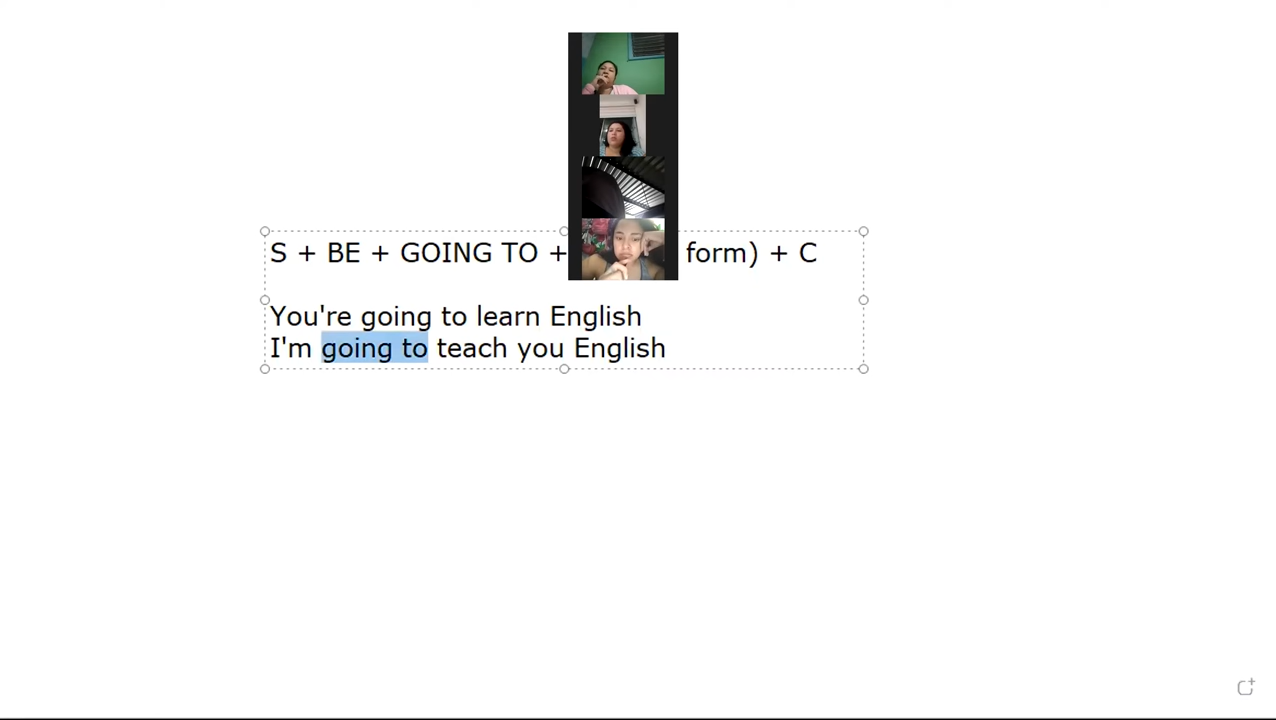 S + BE + GOING TO + form) + C
You're going to learn English
I'm going to teach you English